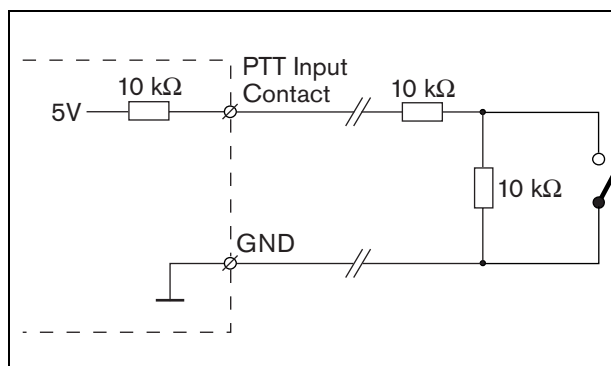 PTT Input
Contact
10 kΩ
10 kΩ
5V
10 kΩ
GND